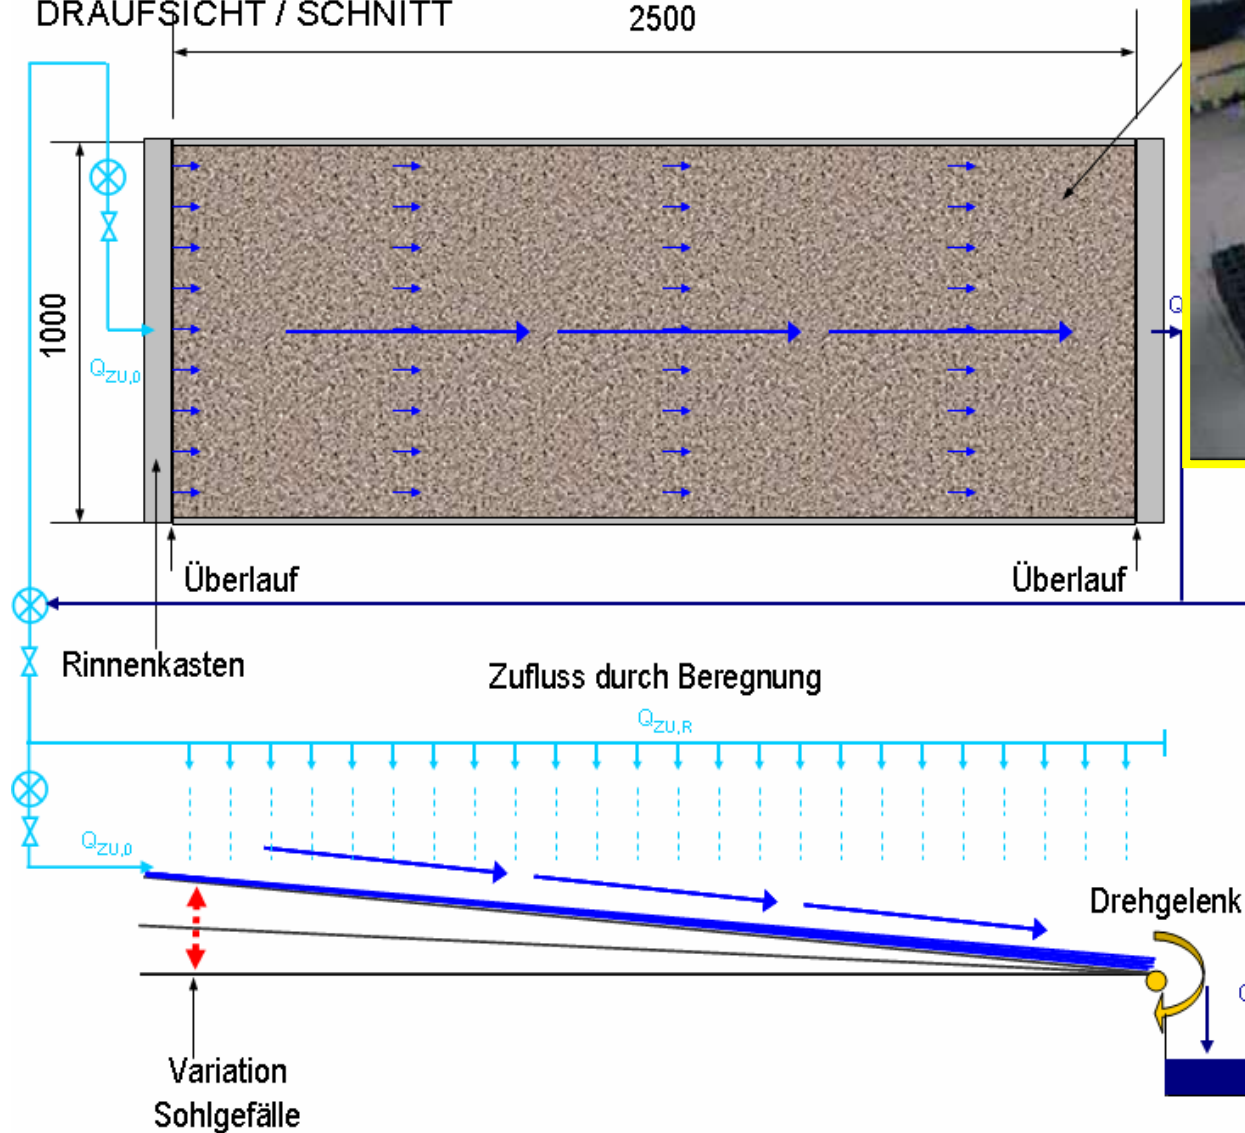 DRAUFSICHT / SCHNITT
2500
1000
Q
QZU,0
Überlauf
Überlauf
Rinnenkasten
Zufluss durch Beregnung
QZU,R
QZU,0
Drehgelenk
Variation
Sohlgefälle